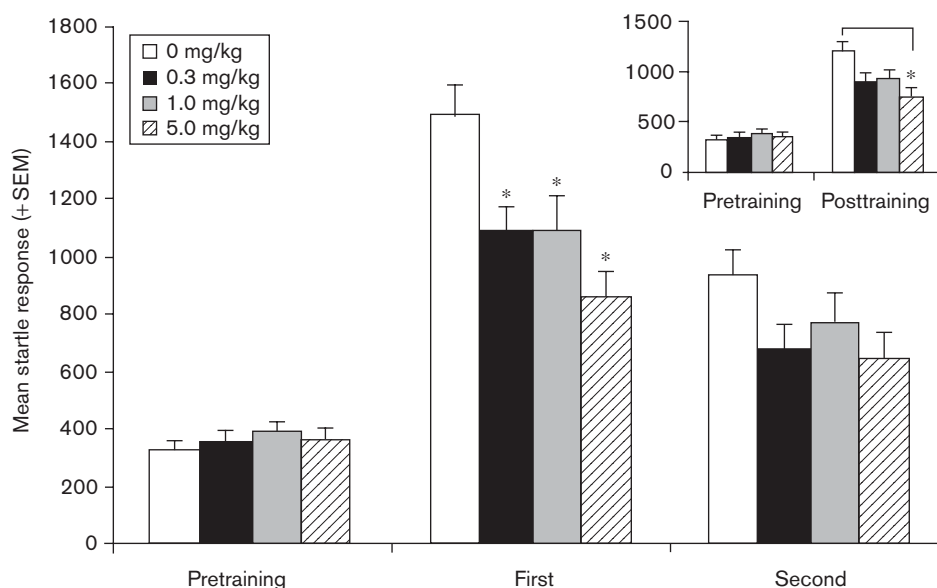 1800
1600
1400
1200
1000
800
600
400
200
0
Mean startle response (+SEM)
0 mg/kg
0.3 mg/kg
1.0 mg/kg
5.0 mg/kg
* * *
Pretraining First Second
1500
1000
500
0
*
Pretraining Posttraining